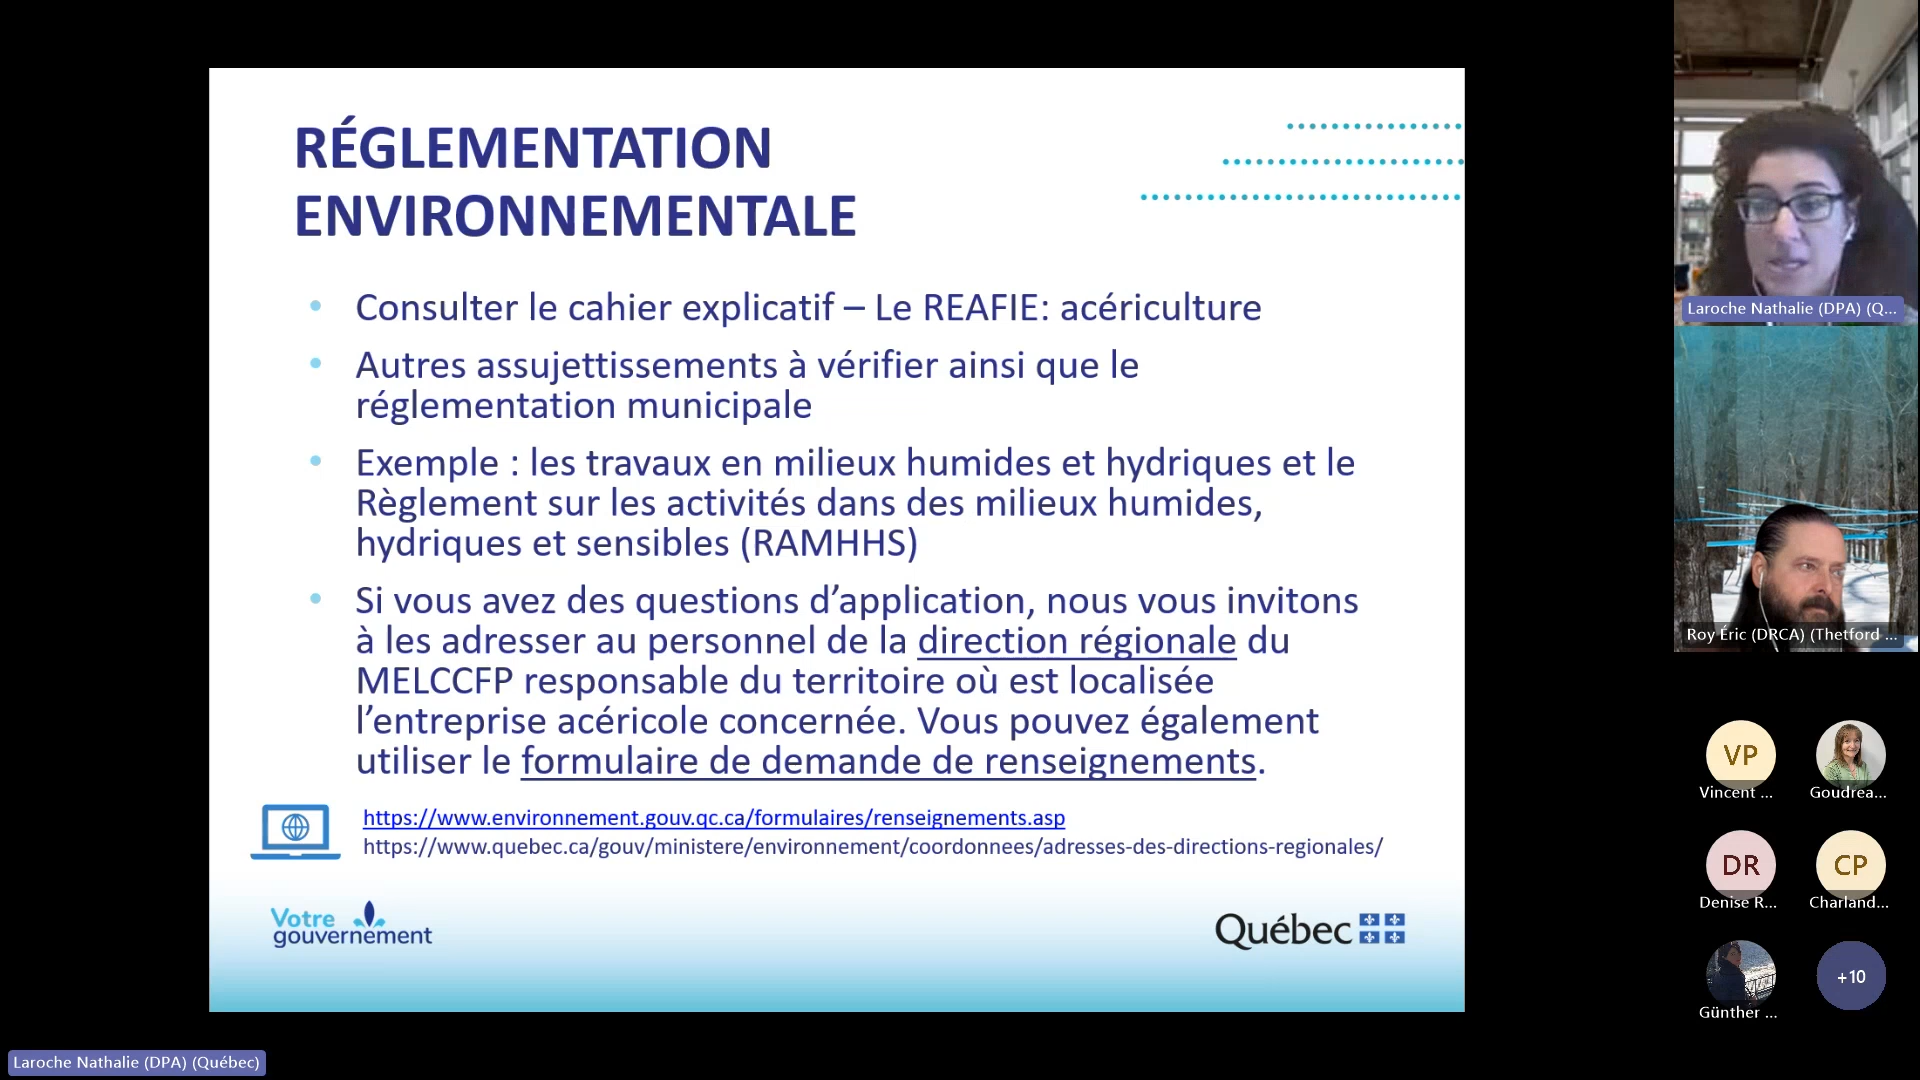 RÉGLEMENTATION
ENVIRONNEMENTALE
• Consulter le cahier explicatif – Le REAFIE: acériculture
• Autres assujettissements à vérifier ainsi que le
réglementation municipale
• Exemple : les travaux en milieux humides et hydriques et le
Règlement sur les activités dans des milieux humides,
hydriques et sensibles (RAMHHS)
• Si vous avez des questions d’application, nous vous invitons
à les adresser au personnel de la direction régionale du
MELCCFP responsable du territoire où est localisée
l’entreprise acéricole concernée. Vous pouvez également
utiliser le formulaire de demande de renseignements.
https://www.environnement.gouv.qc.ca/formulaires/renseignements.asp
https://www.quebec.ca/gouv/ministere/environnement/coordonnees/adresses-des-directions-regionales/
Votre
gouvernement
Québec
Laroche Nathalie (DPA) (Québec)
Laroche Nathalie (DPA) (Q...
Roy Éric (DRCA) (Thetford ...
VP
Vincent ...
Goudrea...
DR
Denise R...
CP
Charland...
Günther ...
+10